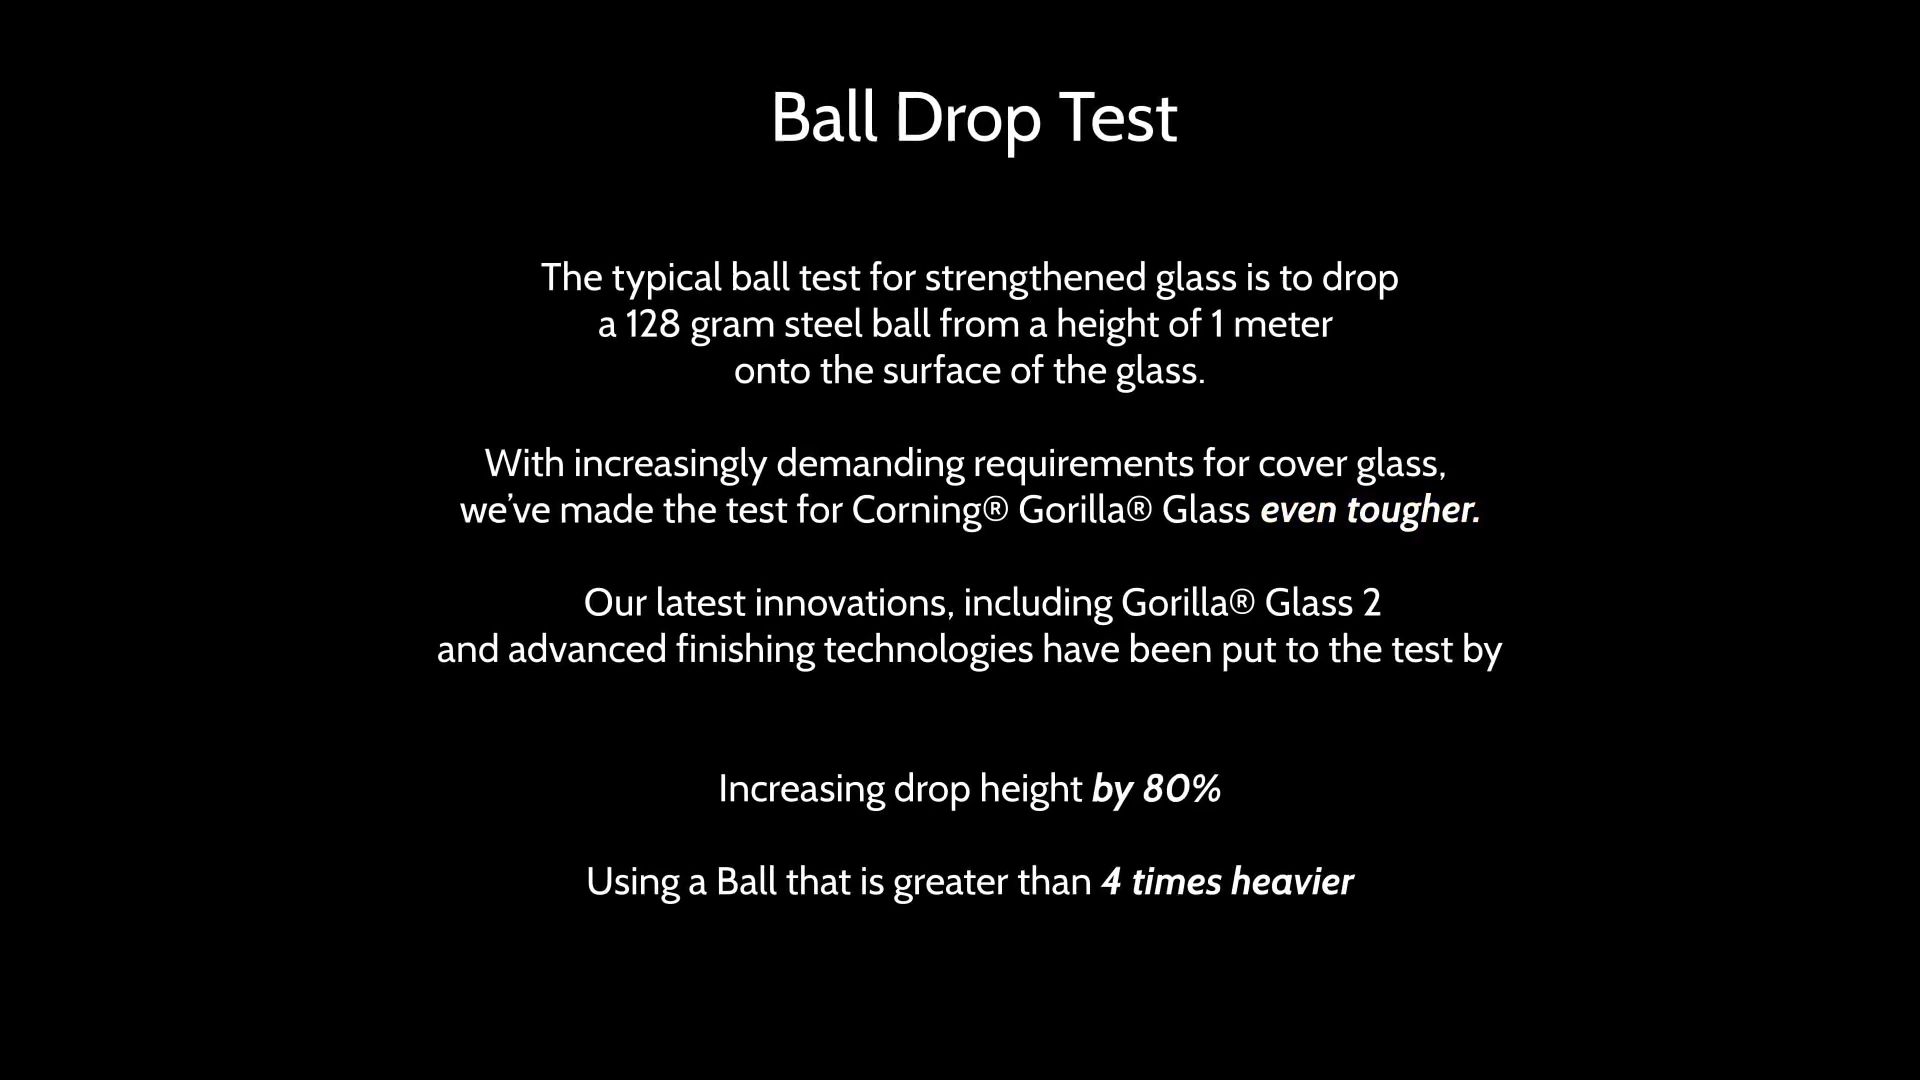 Ball Drop Test
The typical ball test for strengthened glass is to drop
a 128 gram steel ball from a height of 1 meter
onto the surface of the glass.
With increasingly demanding requirements for cover glass,
we’ve made the test for Corning® Gorilla® Glass even tougher.
Our latest innovations, including Gorilla® Glass 2
and advanced finishing technologies have been put to the test by
Increasing drop height by 80%
Using a Ball that is greater than 4 times heavier